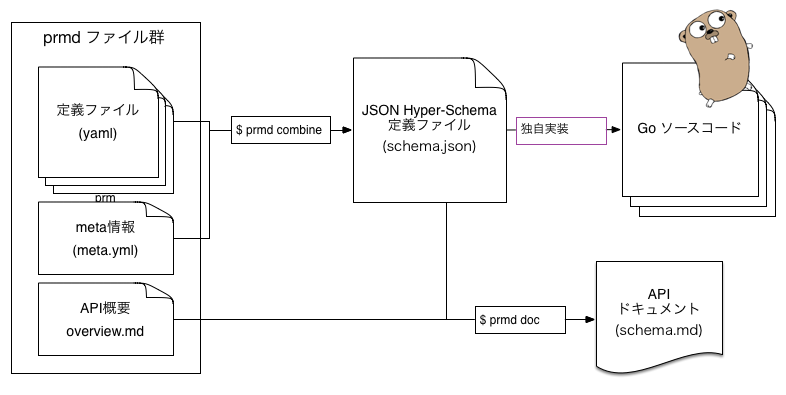 prmd ファイル群
定義ファイル
(yaml)
prm
meta情報
(meta.yml)
API概要
overview.md
$ prmd combine
JSON Hyper-Schema
定義ファイル
(schema.json)
独自実装
Go ソースコード
$ prmd doc
API
ドキュメント
(schema.md)